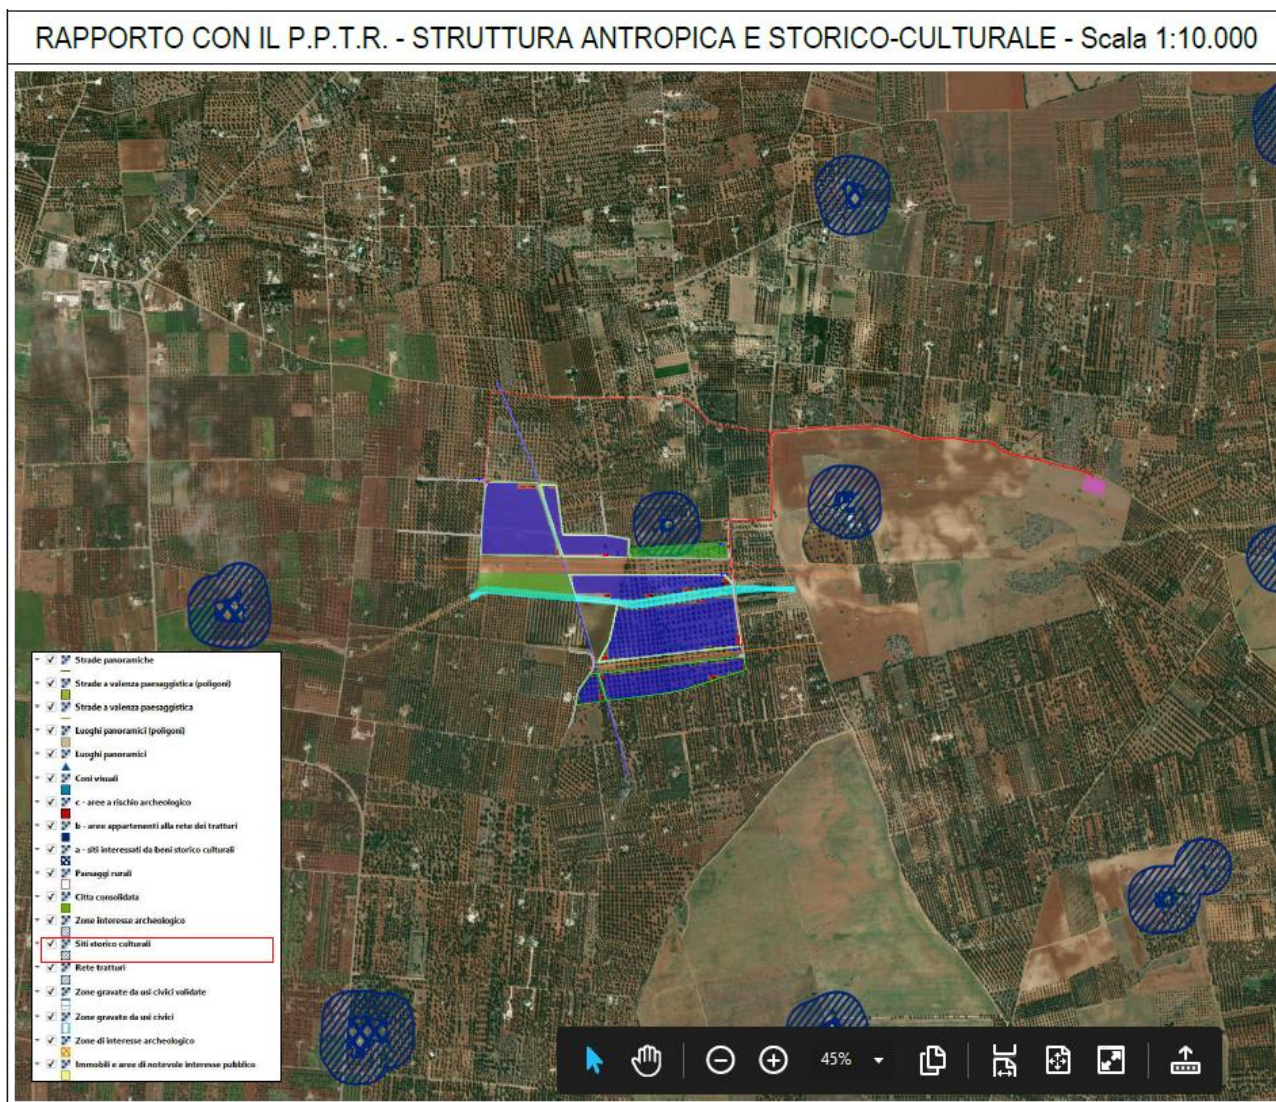 RAPPORTO CON IL P.P.T.R. - STRUTTURA ANTROPICA E STORICO-CULTURALE - Scala 1:10.000
Strade panoramiche
Strade a valenza paesaggistica (poligoni)
Strade a valenza paesaggistica
Luoghi panoramici (poligoni)
Luoghi panoramici
Coni visuali
c - aree a rischio archeologico
b - aree appartenenti alla rete dei tratturi
a - siti interessati da beni storico culturali
Paesaggi rurali
Citta consolidata
Zone interesse archeologico
Siti storico culturali
Rete tratturi
Zone gravate da usi civici validate
Zone gravate da usi civici
Zone di interesse archeologico
Immobili e aree di notevole interesse pubblico
45%